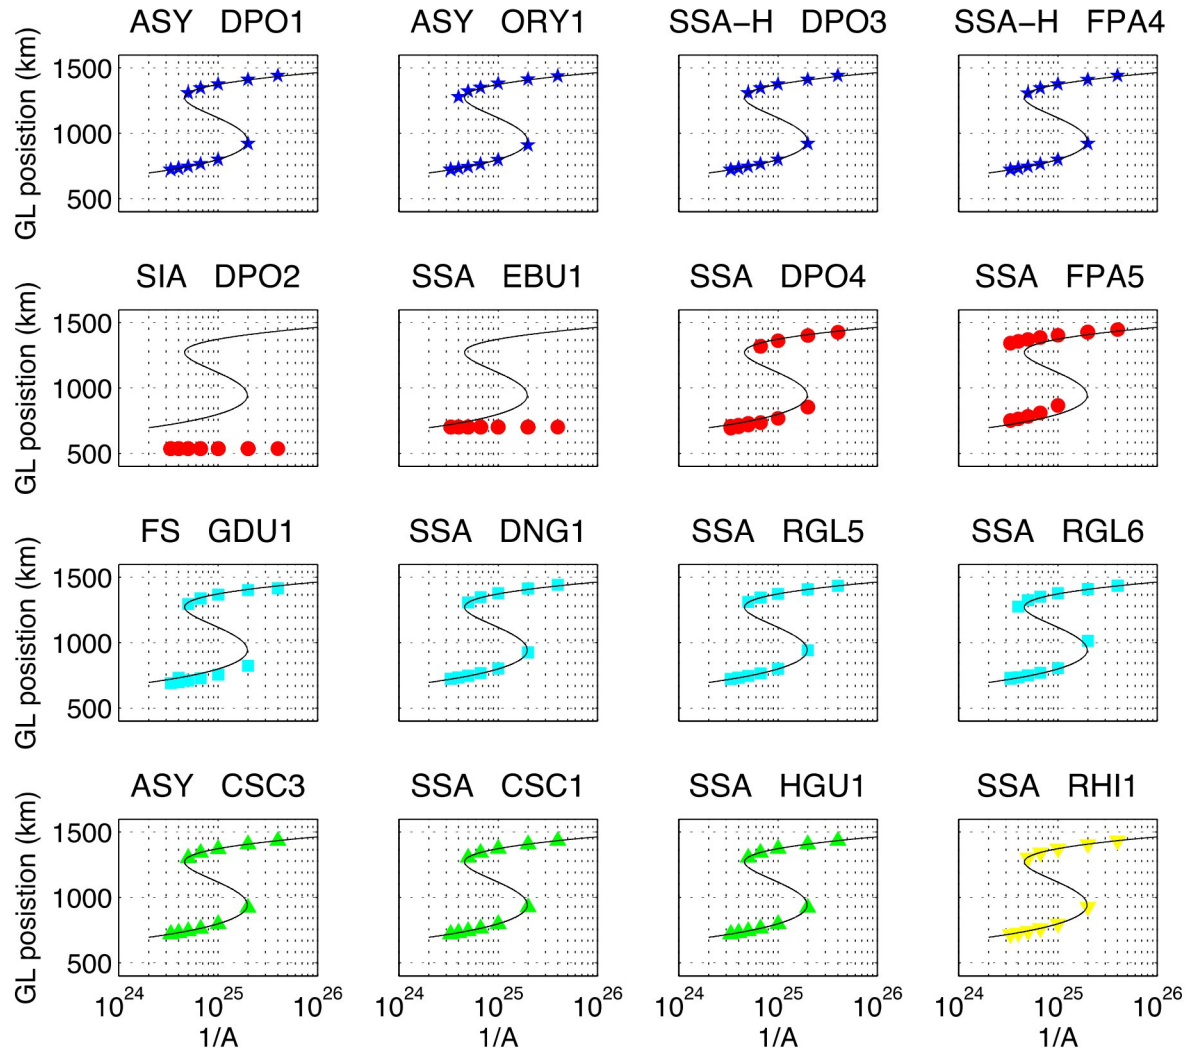 ASY DPO1
ASY ORY1
SSA−H DPO3
SSA−H FPA4
GL posistion (km)
1500
1000
500
SIA DPO2
SSA EBU1
SSA DPO4
SSA FPA5
GL posistion (km)
1500
1000
500
FS GDU1
SSA DNG1
SSA RGL5
SSA RGL6
GL posistion (km)
1500
1000
500
ASY CSC3
SSA CSC1
SSA HGU1
SSA RHI1
GL posistion (km)
1500
1000
500
10^24 10^25 10^26
10^24 10^25 10^26
10^24 10^25 10^26
10^24 10^25 10^26
1/A
1/A
1/A
1/A